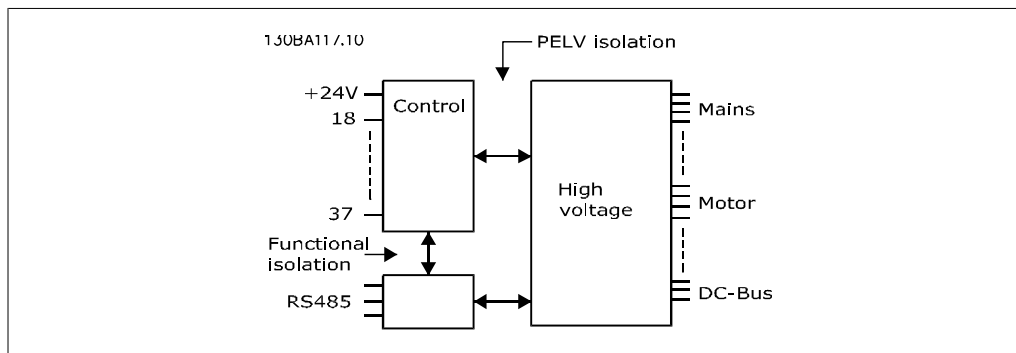 130BA117.10
PELV isolation
+24V
Control
18
Mains
High
voltage
37
Motor
Functional
isolation
RS485
DC-Bus